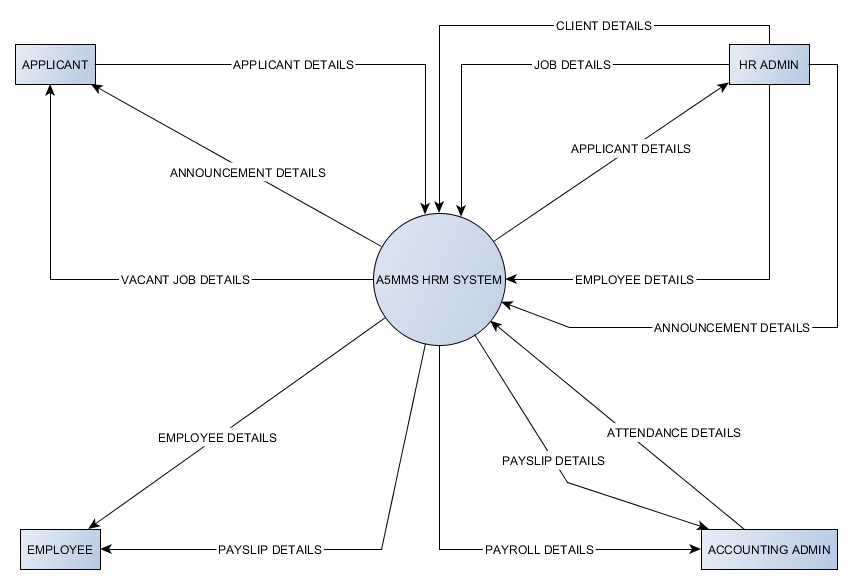 CLIENT DETAILS
APPLICANT
APPLICANT DETAILS
JOB DETAILS
HR ADMIN
APPLICANT DETAILS
ANNOUNCEMENT DETAILS
VACANT JOB DETAILS
A5MMS HRM SYSTEM
EMPLOYEE DETAILS
ANNOUNCEMENT DETAILS
EMPLOYEE DETAILS
ATTENDANCE DETAILS
PAYSLIP DETAILS
EMPLOYEE
PAYSLIP DETAILS
PAYROLL DETAILS
ACCOUNTING ADMIN